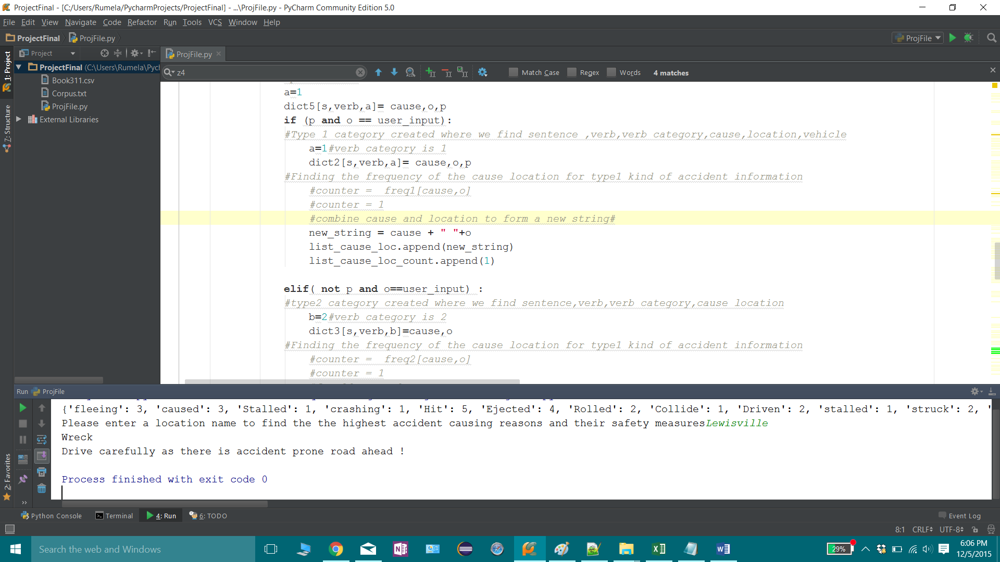 ProjectFinal - [C:/Users/Rumela/PycharmProjects/ProjectFinal] - ...\ProjFile.py - PyCharm Community Edition 5.0
File Edit View Navigate Code Refactor Run Tools VCS Window Help
ProjectFinal ProjFile.py
ProjFile
Project
ProjFile.py
1: Project
7: Structure
2: Favorites
ProjectFinal (C:\Users\Rumela\Pych
Book311.csv
Corpus.txt
ProjFile.py
External Libraries
z4
Match Case Regex Words 4 matches
a=1
dict5[s,verb,a]= cause,o,p
if (p and o == user_input):
#Type 1 category created where we find sentence ,verb,verb category,cause,location,vehicle
a=1#verb category is 1
dict2[s,verb,a]= cause,o,p
#Finding the frequency of the cause location for type1 kind of accident information
#counter =  freq1[cause,o]
#counter = 1
#combine cause and location to form a new string#
new_string = cause + " "+o
list_cause_loc.append(new_string)
list_cause_loc_count.append(1)
elif( not p and o==user_input) :
#type2 category created where we find sentence,verb,verb category,cause location
b=2#verb category is 2
dict3[s,verb,b]=cause,o
#Finding the frequency of the cause location for type1 kind of accident information
#counter =  freq2[cause,o]
#counter = 1
Run ProjFile
{'fleeing': 3, 'caused': 3, 'Stalled': 1, 'crashing': 1, 'Hit': 5, 'Ejected': 4, 'Rolled': 2, 'Collide': 1, 'Driven': 2, 'stalled': 1, 'struck': 2, '
Please enter a location name to find the the highest accident causing reasons and their safety measuresLewisville
Wreck
Drive carefully as there is accident prone road ahead !
Process finished with exit code 0
Python Console Terminal 4: Run 6: TODO Event Log
8:1 CRLF UTF-8
Search the web and Windows
29%
6:06 PM
12/5/2015